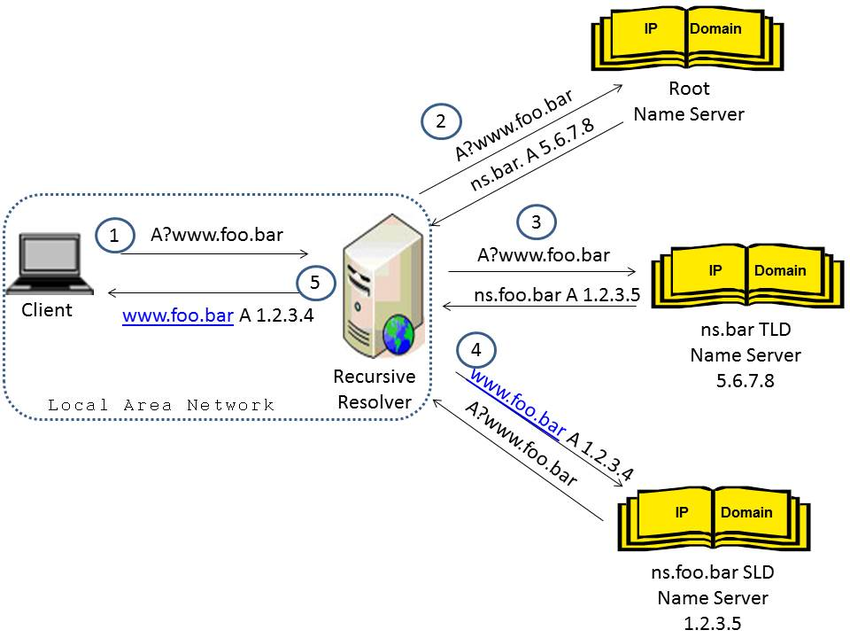 IP Domain
Root
Name Server
2
A?www.foo.bar
ns.bar. A 5.6.7.8
1
A?www.foo.bar
5
www.foo.bar A 1.2.3.4
Client
Recursive
Resolver
Local Area Network
3
A?www.foo.bar
ns.foo.bar A 1.2.3.5
IP Domain
ns.bar TLD
Name Server
5.6.7.8
4
www.foo.bar A 1.2.3.4
A?www.foo.bar
IP Domain
ns.foo.bar SLD
Name Server
1.2.3.5